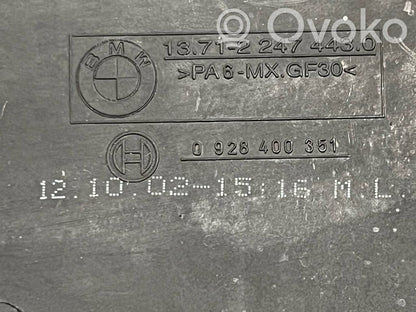 Ovoko
BMW
13.71-2 247 443.0
>PA6-MX.GF30<
0 928 400 351
12.10.02-15:16 M.L